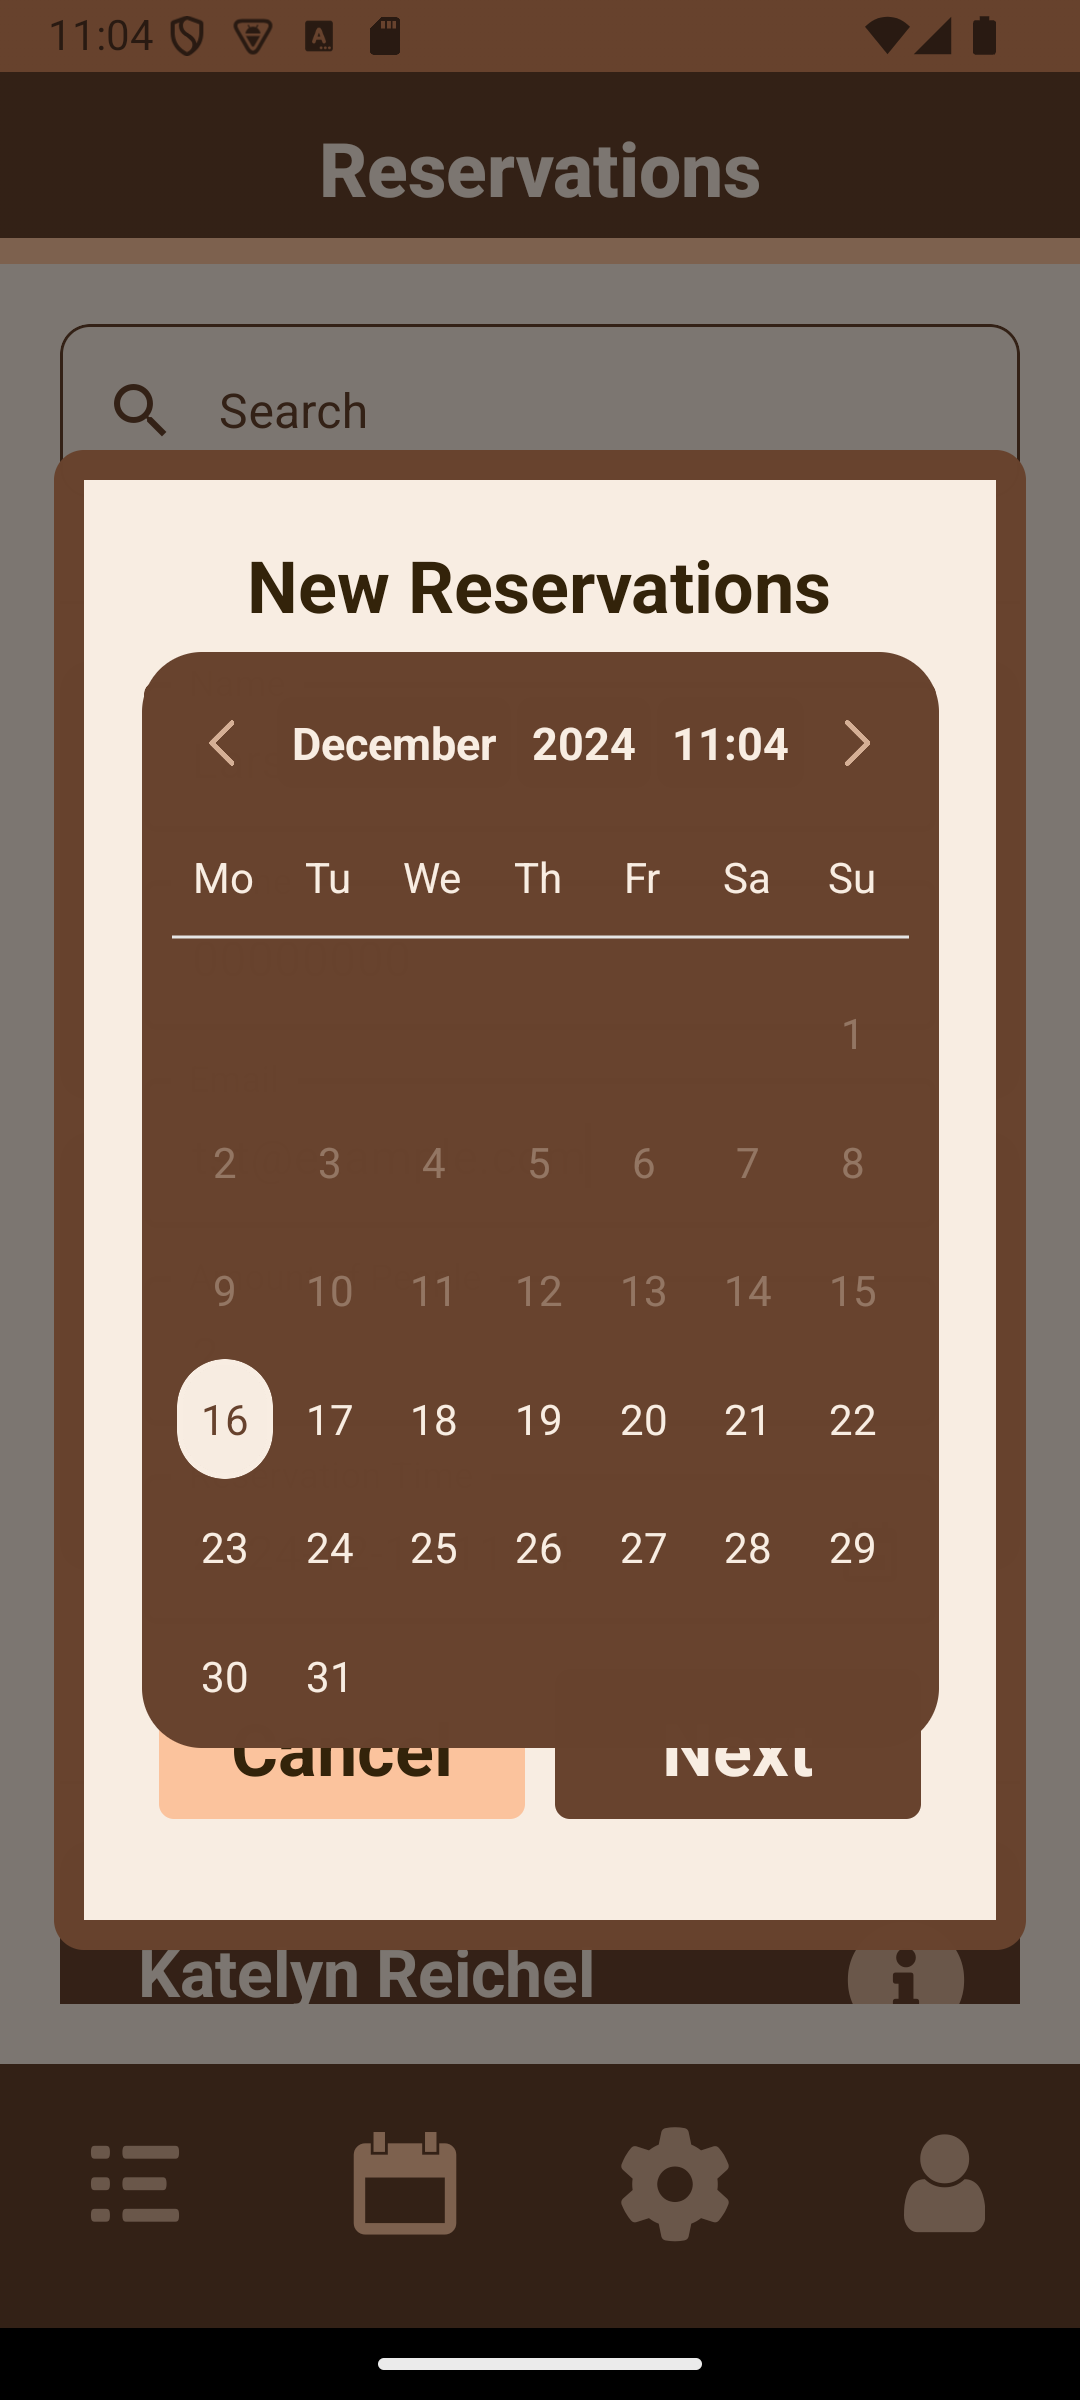 11:04
Reservations
Search
New Reservations
December 2024 11:04
Mo Tu We Th Fr Sa Su
1
2 3 4 5 6 7 8
9 10 11 12 13 14 15
16 17 18 19 20 21 22
23 24 25 26 27 28 29
30 31
Cancel Next
Katelyn Reichel